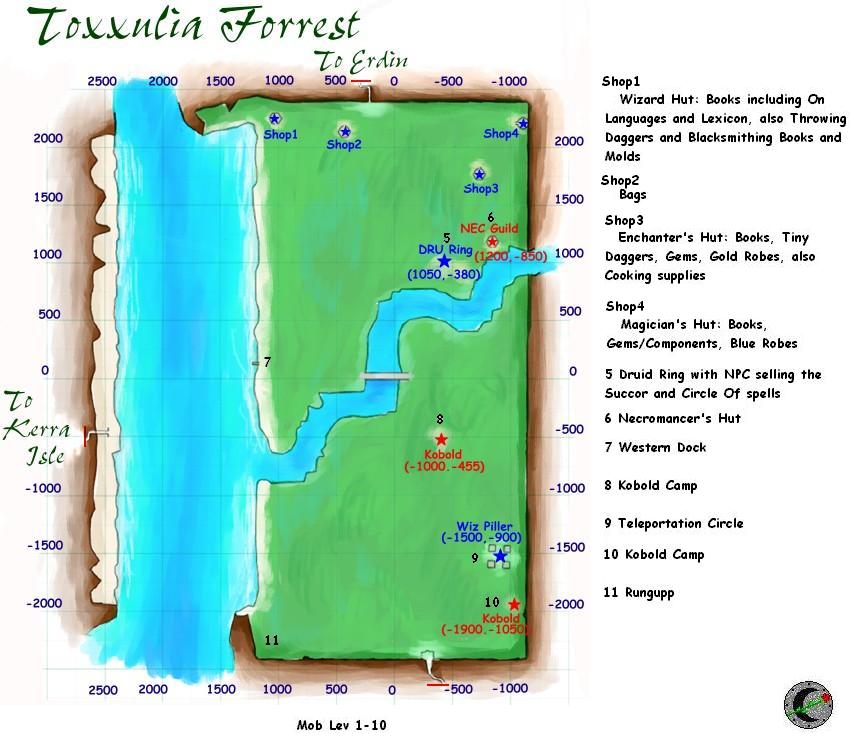 Toxxulia Forrest
To Erdin
2500 2000 1500 1000 500 0 -500 -1000
Shop1
Shop2
Shop4
2000 2000
Shop3
1500 1500
6
NEC Guild
(1200,-850)
5
DRU Ring
(1050,-380)
1000 1000
500 500
7
0 0
To
Kerra
Isle
8
Kobold
(-1000.-455)
-500 -500
-1000 -1000
Wiz Piller
(-1500,-900)
9
-1500 -1500
10
Kobold
(-1900.-1050)
-2000 -2000
11
2500 2000 1500 1000 500 0 -500 -1000
Mob Lev 1-10
Shop1
Wizard Hut: Books including On
Languages and Lexicon, also Throwing
Daggers and Blacksmithing Books and
Molds
Shop2
Bags
Shop3
Enchanter's Hut: Books, Tiny
Daggers, Gems, Gold Robes, also
Cooking supplies
Shop4
Magician's Hut: Books,
Gems/Components, Blue Robes
5 Druid Ring with NPC selling the
Succor and Circle Of spells
6 Necromancer's Hut
7 Western Dock
8 Kobold Camp
9 Teleportation Circle
10 Kobold Camp
11 Rungupp